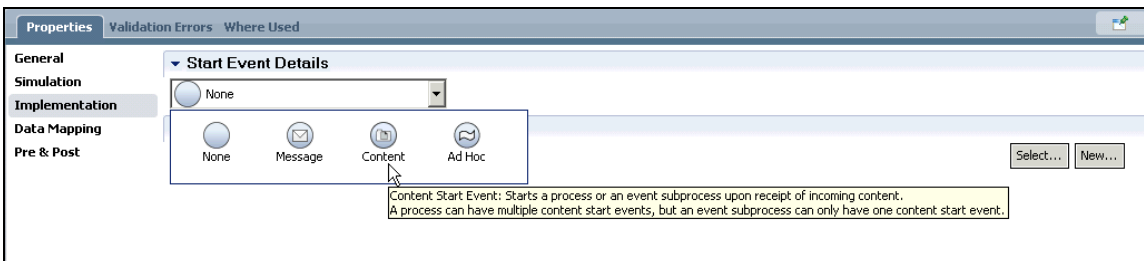 Properties Validation Errors Where Used
General
Simulation
Implementation
Data Mapping
Pre & Post
Start Event Details
None
None Message Content Ad Hoc
Select... New...
Content Start Event: Starts a process or an event subprocess upon receipt of incoming content.
A process can have multiple content start events, but an event subprocess can only have one content start event.